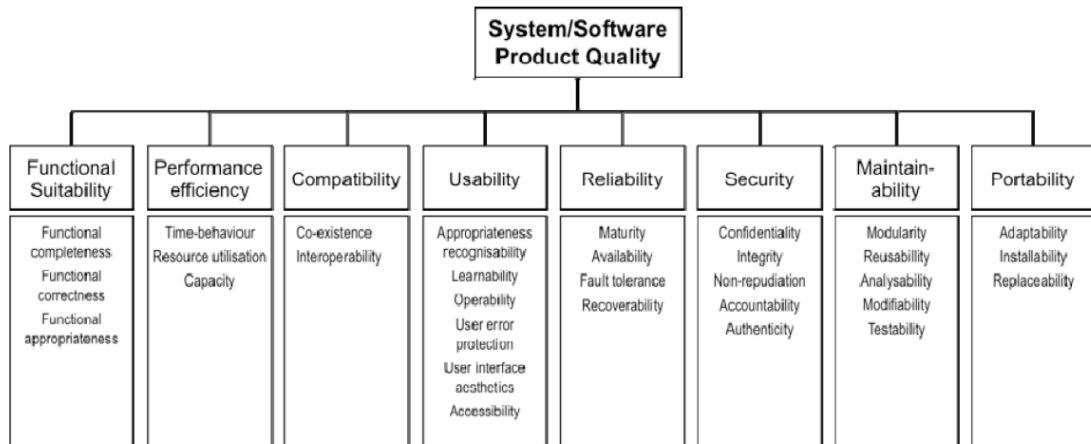 System/Software
Product Quality
Functional
Suitability
Performance
efficiency
Compatibility
Usability
Reliability
Security
Maintain-
ability
Portability
Functional
completeness
Functional
correctness
Functional
appropriateness
Time-behaviour
Resource utilisation
Capacity
Co-existence
Interoperability
Appropriateness
recognisability
Learnability
Operability
User error
protection
User interface
aesthetics
Accessibility
Maturity
Availability
Fault tolerance
Recoverability
Confidentiality
Integrity
Non-repudiation
Accountability
Authenticity
Modularity
Reusabillity
Analysability
Modifiability
Testability
Adaptability
Installability
Replaceability